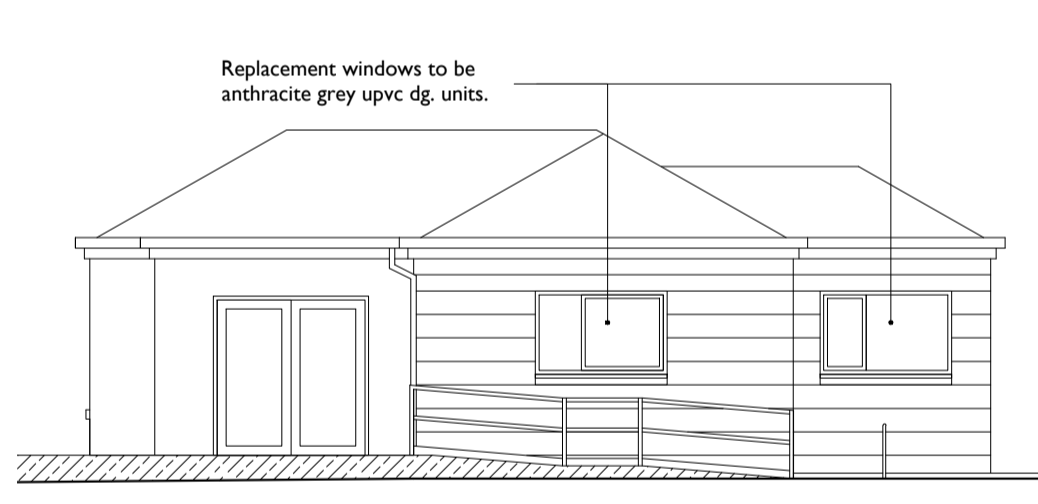 Replacement windows to be
anthracite grey upvc dg. units.